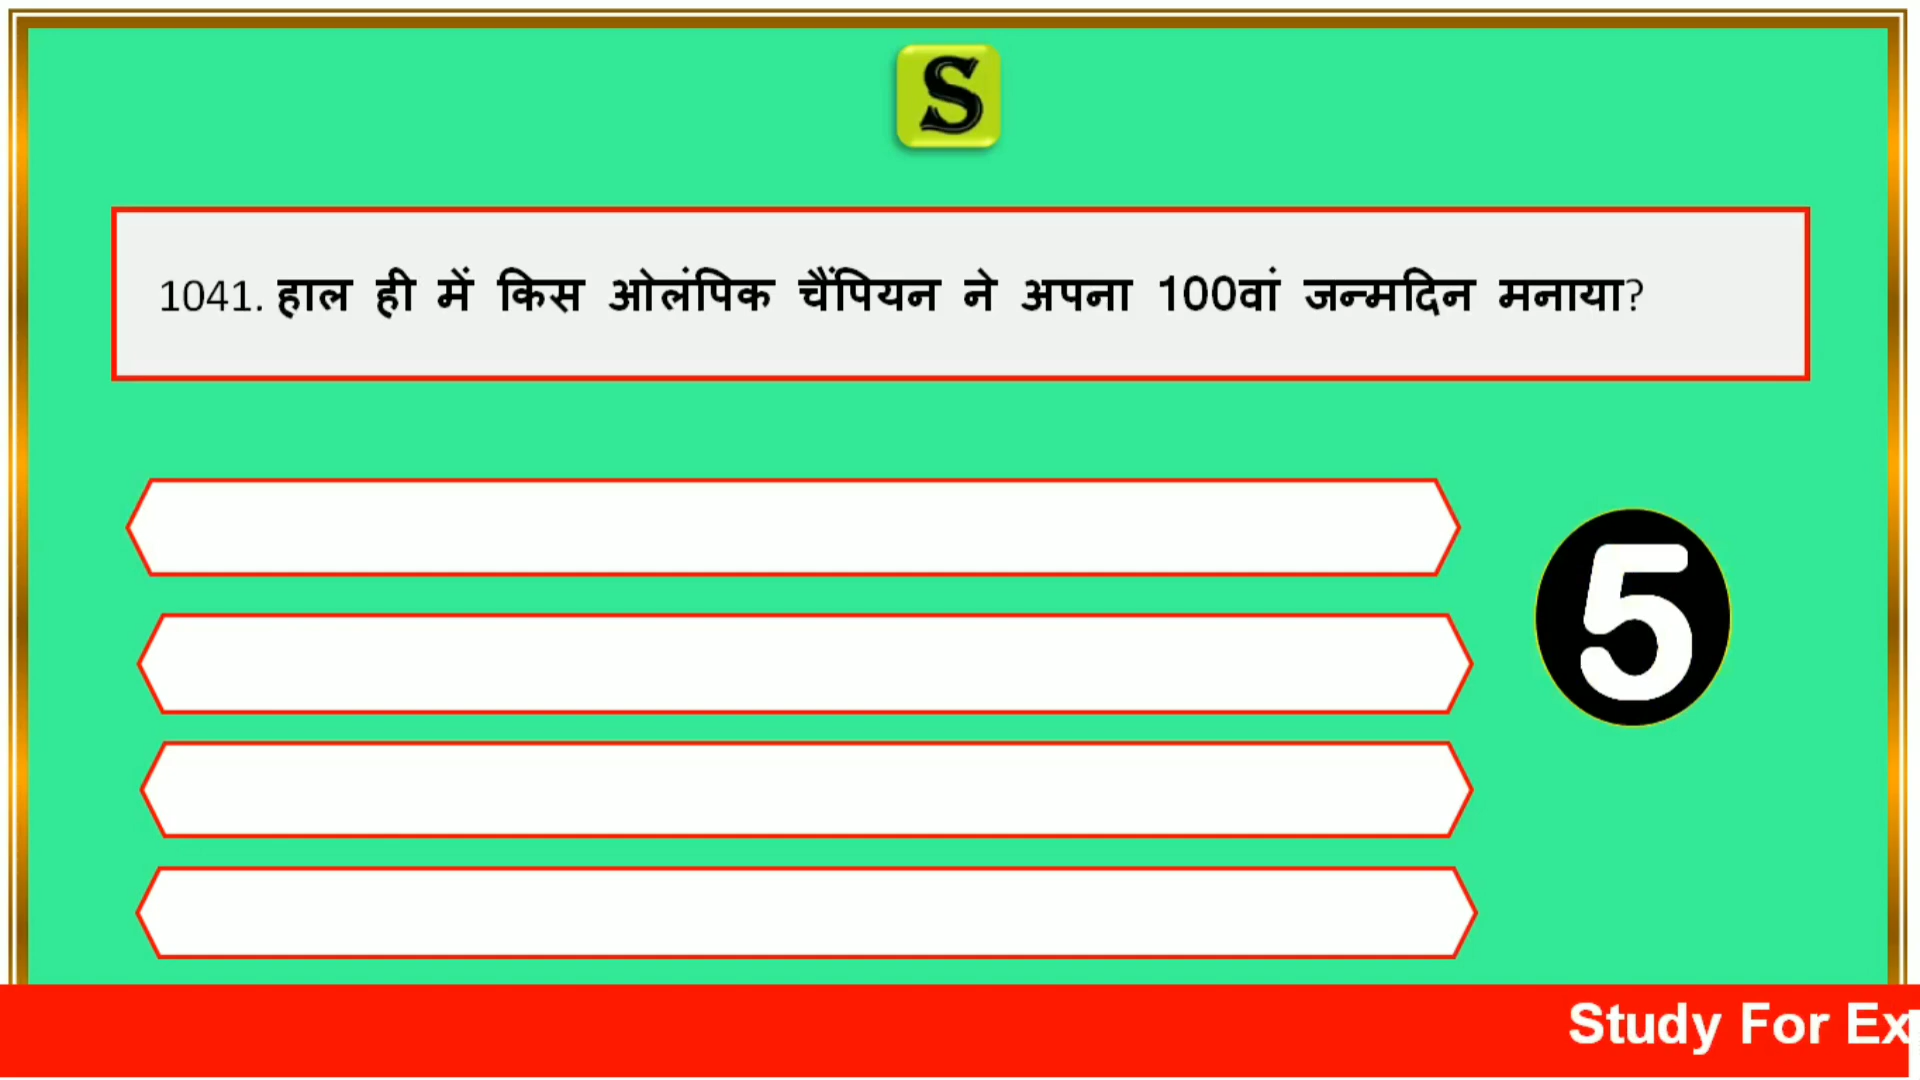 S
1041. हाल ही में किस ओलंपिक चैंपियन ने अपना 100वां जन्मदिन मनाया?
5
Study For Ex